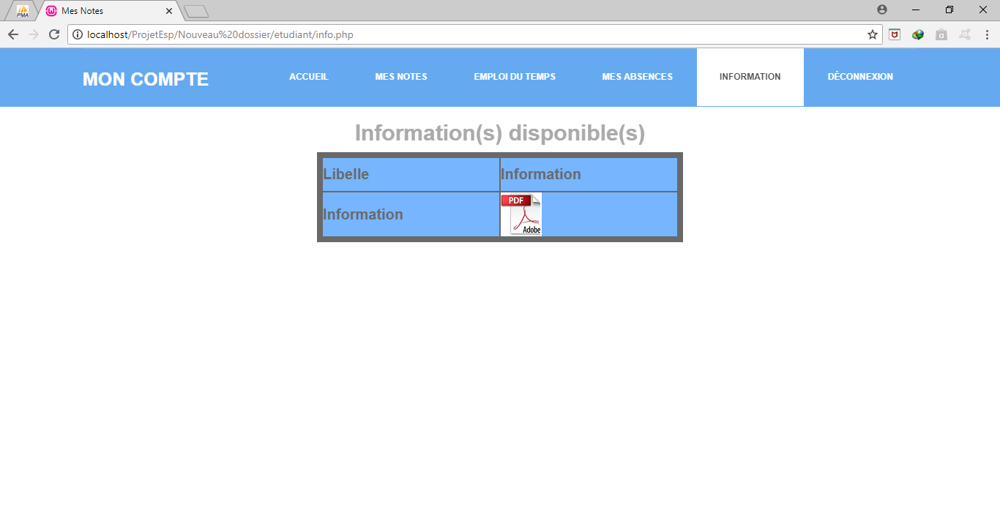 PMA
Mes Notes
localhost/ProjetEsp/Nouveau%20dossier/etudiant/info.php
MON COMPTE ACCUEIL MES NOTES EMPLOI DU TEMPS MES ABSENCES INFORMATION DÉCONNEXION
Information(s) disponible(s)
Libelle Information
PDF
Information
Adobe